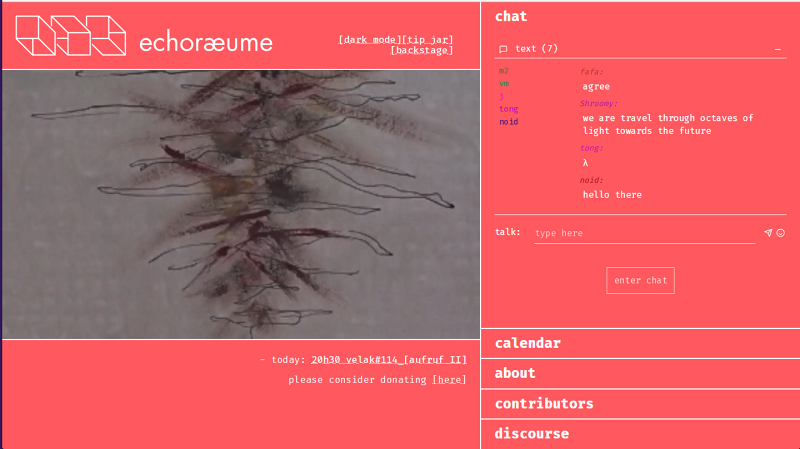 echoræume
[dark mode][tip jar]
[backstage]
- today: 20h30 velak#114_[aufruf II]
please consider donating [here]
chat
text (7)
m2
vm
j
tong
noid
fafa:
agree
Shroomy:
we are travel through octaves of
light towards the future
tong:
λ
noid:
hello there
talk:
type here
enter chat
calendar
about
contributors
discourse